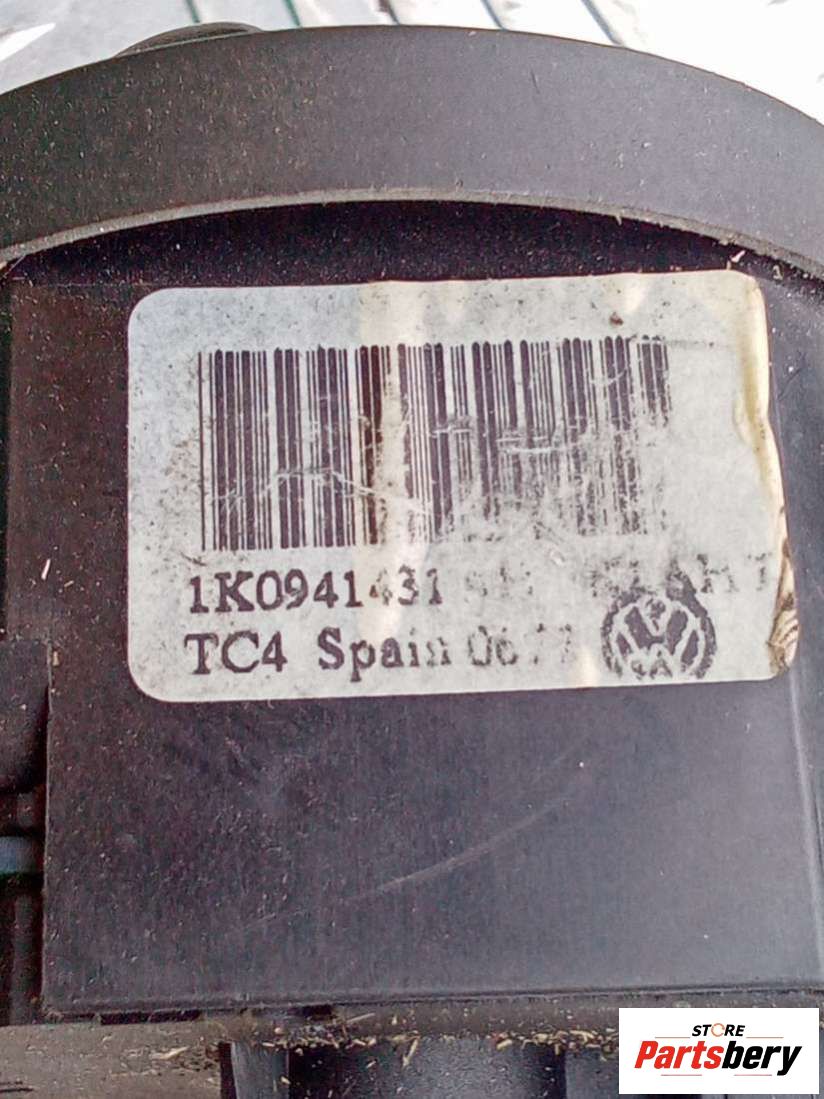 1K0941431
TC4 Spain
STORE
Partsbery